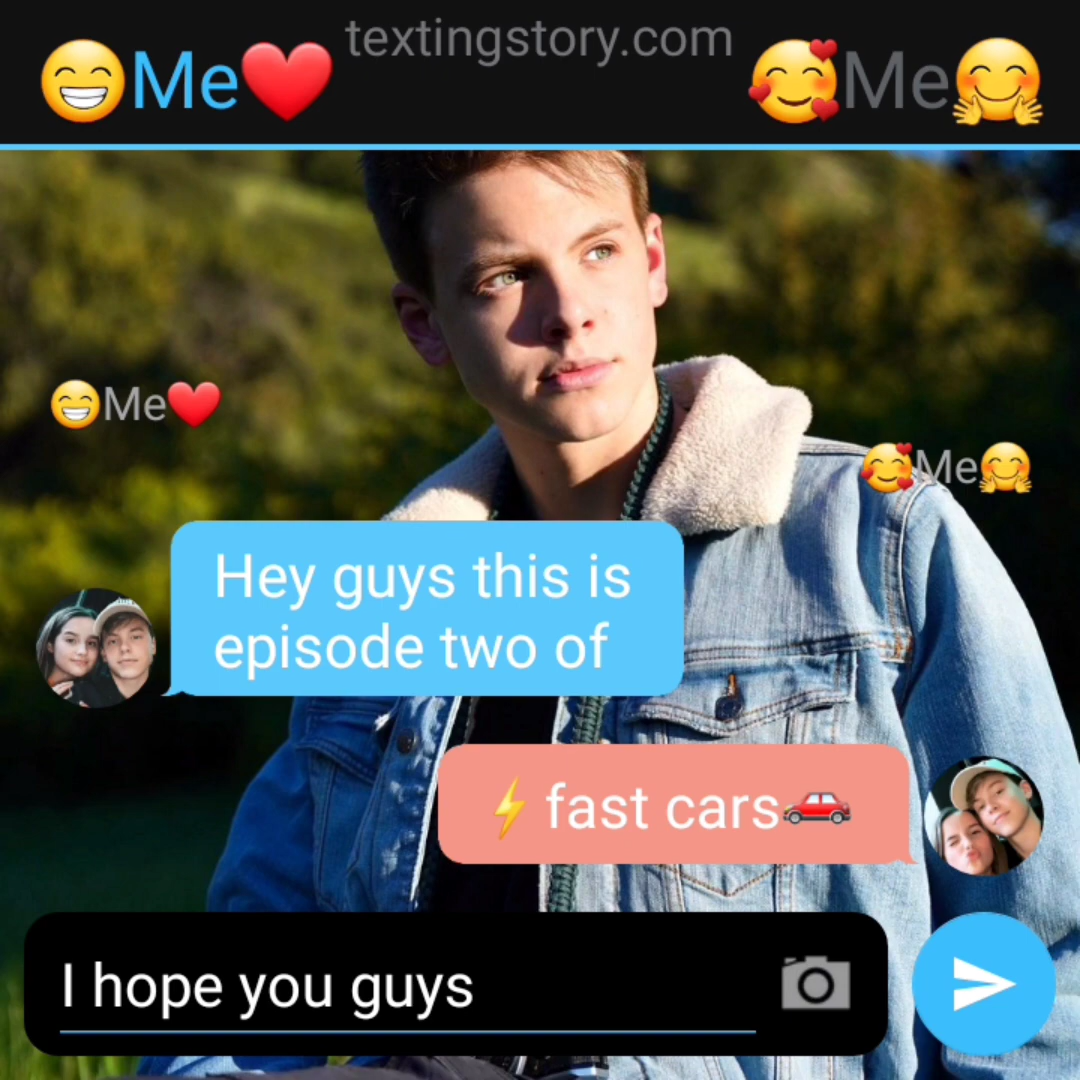 textingstory.com
😁Me❤️ 🥰Me🤗
😁Me❤️
🥰Me🤗
Hey guys this is
episode two of
⚡ fast cars🚗
I hope you guys